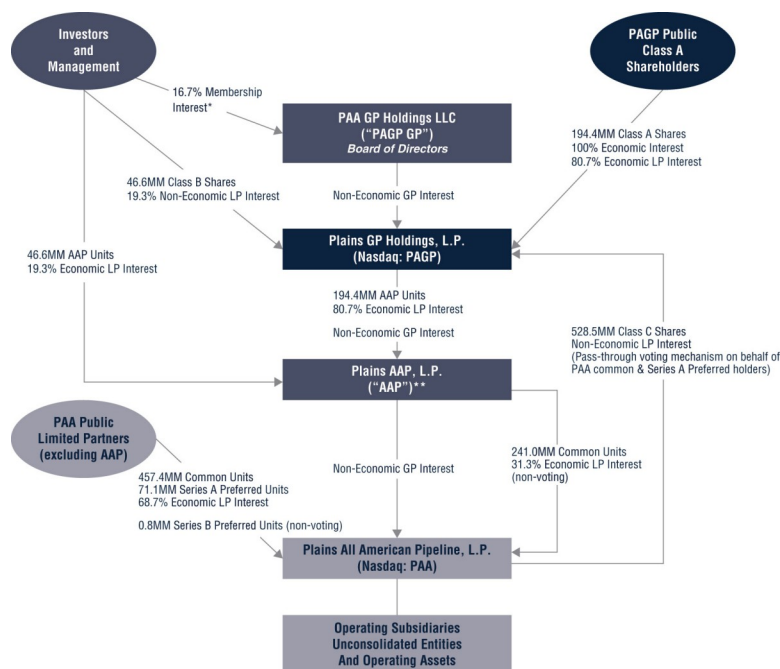 Investors
and
Management
PAGP Public
Class A
Shareholders
16.7% Membership
Interest*
PAA GP Holdings LLC
(“PAGP GP”)
Board of Directors
194.4MM Class A Shares
100% Economic Interest
80.7% Economic LP Interest
46.6MM Class B Shares
19.3% Non-Economic LP Interest
Non-Economic GP Interest
Plains GP Holdings, L.P.
(Nasdaq: PAGP)
46.6MM AAP Units
19.3% Economic LP Interest
194.4MM AAP Units
80.7% Economic LP Interest
Non-Economic GP Interest
528.5MM Class C Shares
Non-Economic LP Interest
(Pass-through voting mechanism on behalf of
PAA common & Series A Preferred holders)
Plains AAP, L.P.
(“AAP”)**
PAA Public
Limited Partners
(excluding AAP)
241.0MM Common Units
31.3% Economic LP Interest
(non-voting)
Non-Economic GP Interest
457.4MM Common Units
71.1MM Series A Preferred Units
68.7% Economic LP Interest
0.8MM Series B Preferred Units (non-voting)
Plains All American Pipeline, L.P.
(Nasdaq: PAA)
Operating Subsidiaries
Unconsolidated Entities
And Operating Assets